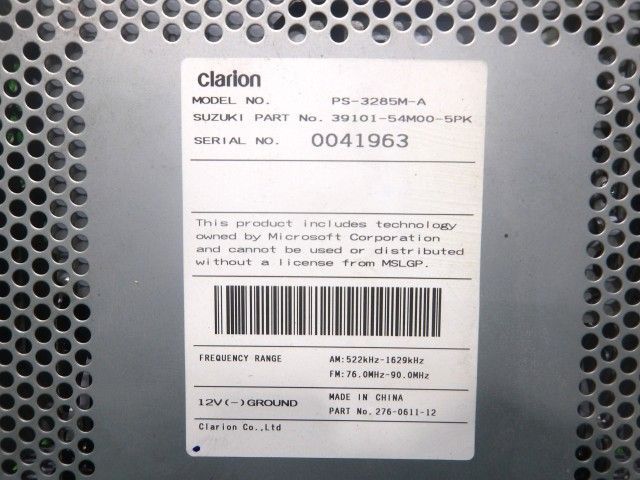 clarion
MODEL NO. PS-3285M-A
SUZUKI PART No. 39101-54M00-5PK
SERIAL NO. 0041963
This product includes technology
owned by Microsoft Corporation
and cannot be used or distributed
without a license from MSLGP.
FREQUENCY RANGE AM:522kHz-1629kHz
FM:76.0MHz-90.0MHz
12V(-)GROUND MADE IN CHINA
PART No. 276-0611-12
Clarion Co.,Ltd